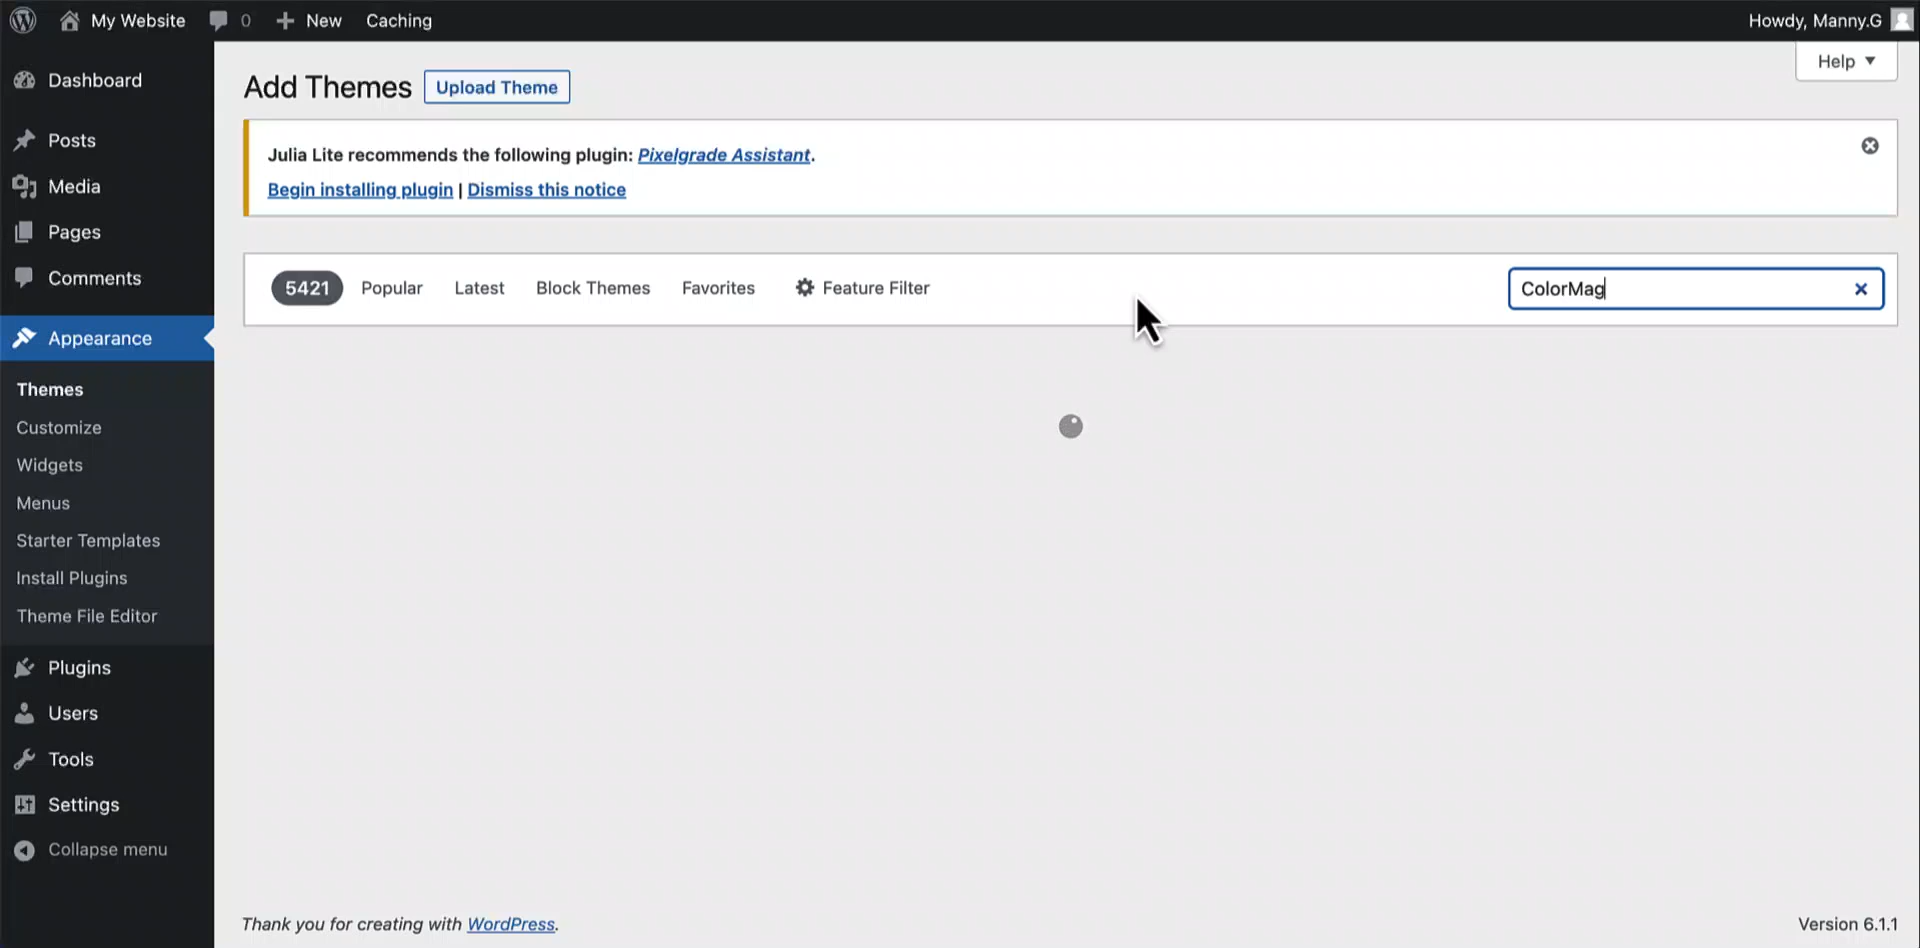 My Website 0 New Caching Howdy, Manny.G
Dashboard
Posts
Media
Pages
Comments
Appearance
Themes
Customize
Widgets
Menus
Starter Templates
Install Plugins
Theme File Editor
Plugins
Users
Tools
Settings
Collapse menu
Help
Add Themes Upload Theme
Julia Lite recommends the following plugin: Pixelgrade Assistant.
Begin installing plugin | Dismiss this notice
5421 Popular Latest Block Themes Favorites Feature Filter ColorMag
Thank you for creating with WordPress. Version 6.1.1